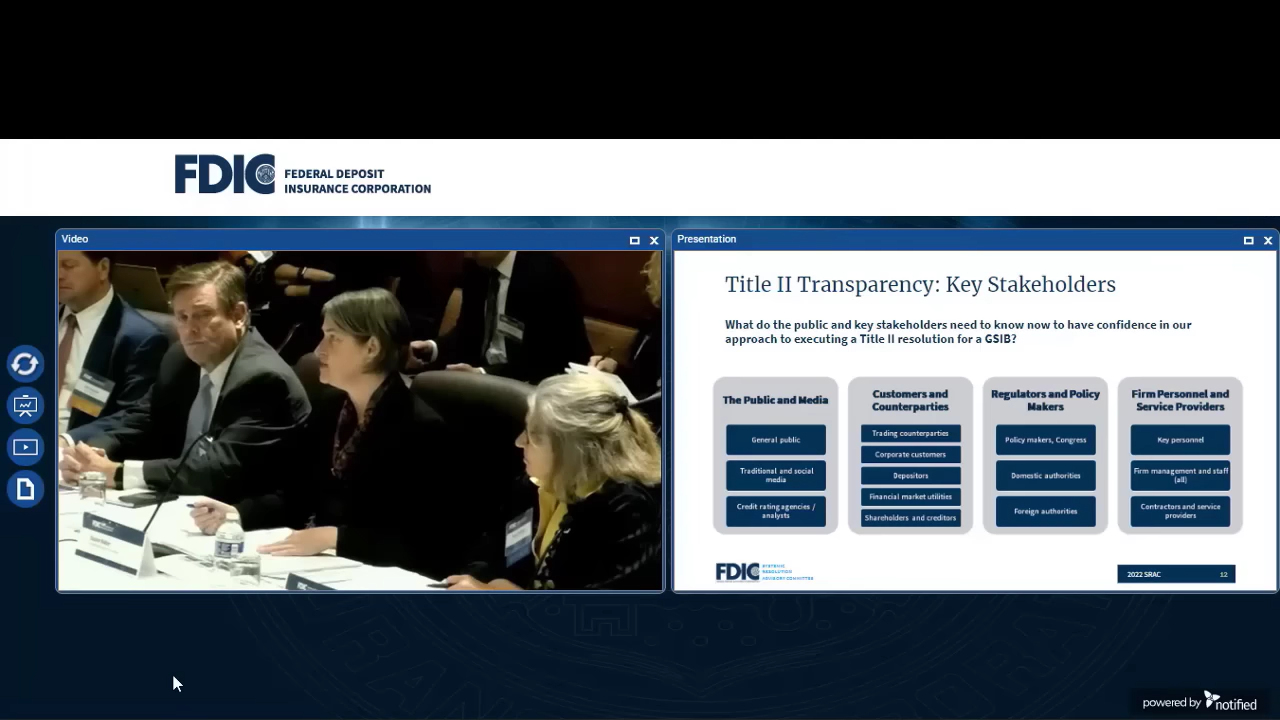 FDIC FEDERAL DEPOSIT
INSURANCE CORPORATION
Video
Presentation
Title II Transparency: Key Stakeholders
What do the public and key stakeholders need to know now to have confidence in our
approach to executing a Title II resolution for a GSIB?
The Public and Media
General public
Traditional and social
media
Credit rating agencies /
analysts
Customers and
Counterparties
Trading counterparties
Corporate customers
Depositors
Financial market utilities
Shareholders and creditors
Regulators and Policy
Makers
Policy makers, Congress
Domestic authorities
Foreign authorities
Firm Personnel and
Service Providers
Key personnel
Firm management and staff
(all)
Contractors and service
providers
FDIC SYSTEMIC
RESOLUTION
ADVISORY COMMITTEE
2022 SRAC 12
powered by notified